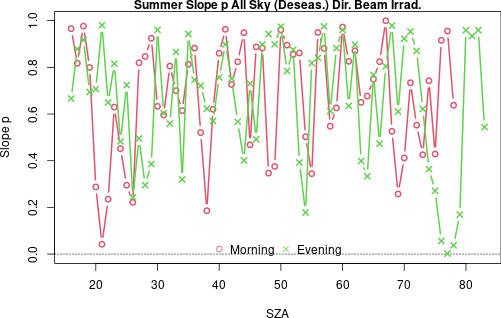 Summer Slope p All Sky (Deseas.) Dir. Beam Irrad.
Slope p
1.0
0.8
0.6
0.4
0.2
0.0
Morning Evening
20 30 40 50 60 70 80
SZA